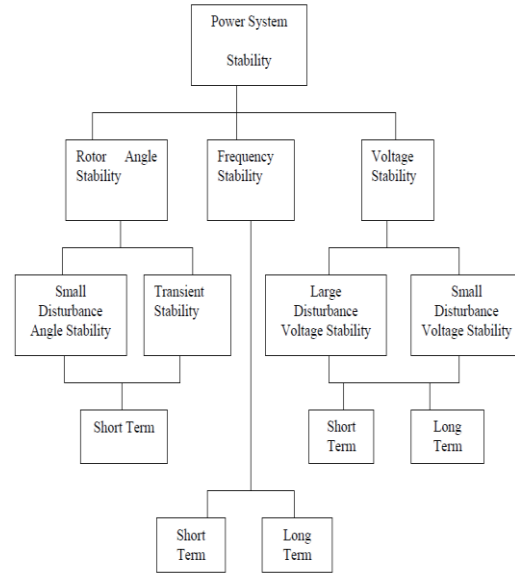 Power System
Stability
Rotor Angle
Stability
Frequency
Stability
Voltage
Stability
Small
Disturbance
Angle Stability
Transient
Stability
Large
Disturbance
Voltage Stability
Small
Disturbance
Voltage Stability
Short Term
Short
Term
Long
Term
Short
Term
Long
Term